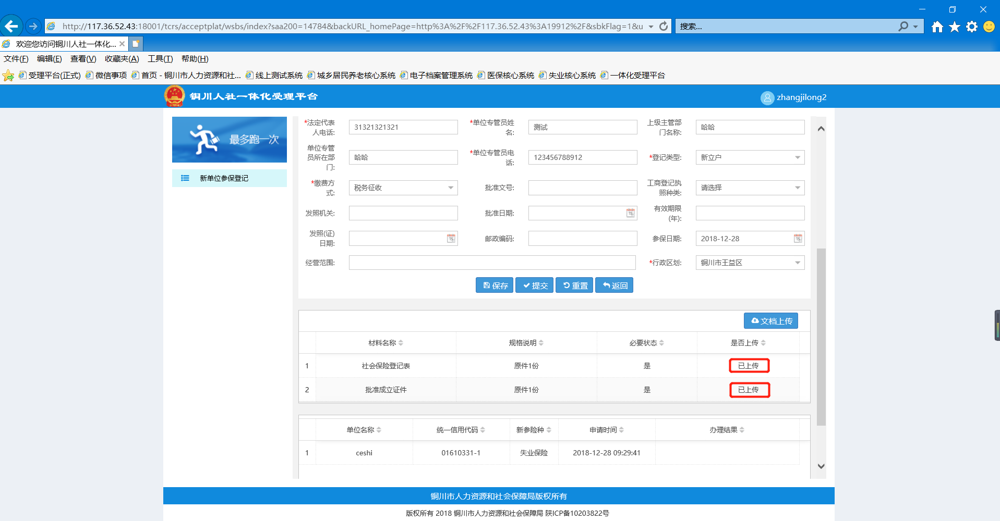 http://117.36.52.43:18001/tcrs/acceptplat/wsbs/index?saa200=14784&backURL_homePage=http%3A%2F%2F117.36.52.43%3A19912%2F&sbkFlag=1&u
搜索...
欢迎您访问铜川人社一体化...
文件(F) 编辑(E) 查看(V) 收藏夹(A) 工具(T) 帮助(H)
受理平台(正式) 微信事项 首页 - 铜川市人力资源和社... 线上测试系统 城乡居民养老核心系统 电子档案管理系统 医保核心系统 失业核心系统 一体化受理平台
铜川人社一体化受理平台
zhangjilong2
最多跑一次
新单位参保登记
*法定代表人电话: 31321321321 *单位专管员姓名: 测试 上级主管部门名称: 哈哈
单位专管员所在部门: 哈哈 *单位专管员电话: 123456788912 *登记类型: 新立户
*缴费方式: 税务征收 批准文号: 工商登记执照种类: 请选择
发照机关: 批准日期: 有效期限(年):
发照(证)日期: 邮政编码: 参保日期: 2018-12-28
经营范围: *行政区划: 铜川市王益区
保存 提交 重置 返回
文档上传
材料名称 规格说明 必要状态 是否上传
1 社会保险登记表 原件1份 是 已上传
2 批准成立证件 原件1份 是 已上传
单位名称 统一信用代码 新参险种 申请时间 办理结果
1 ceshi 01610331-1 失业保险 2018-12-28 09:29:41
铜川市人力资源和社会保障局版权所有
版权所有 2018 铜川市人力资源和社会保障局 陕ICP备10203822号